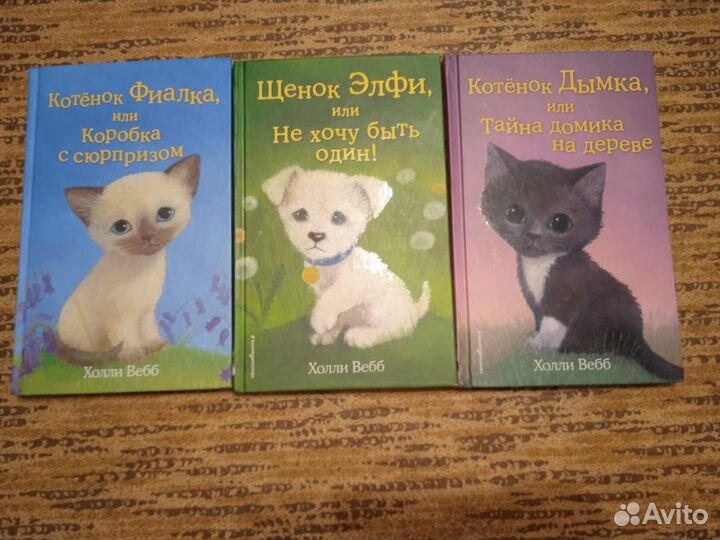 Котёнок Фиалка,
или
Коробка
с сюрпризом
Холли Вебб
Щенок Элфи,
или
Не хочу быть
один!
Холли Вебб
Котёнок Дымка,
или
Тайна домика
на дереве
Холли Вебб
Avito